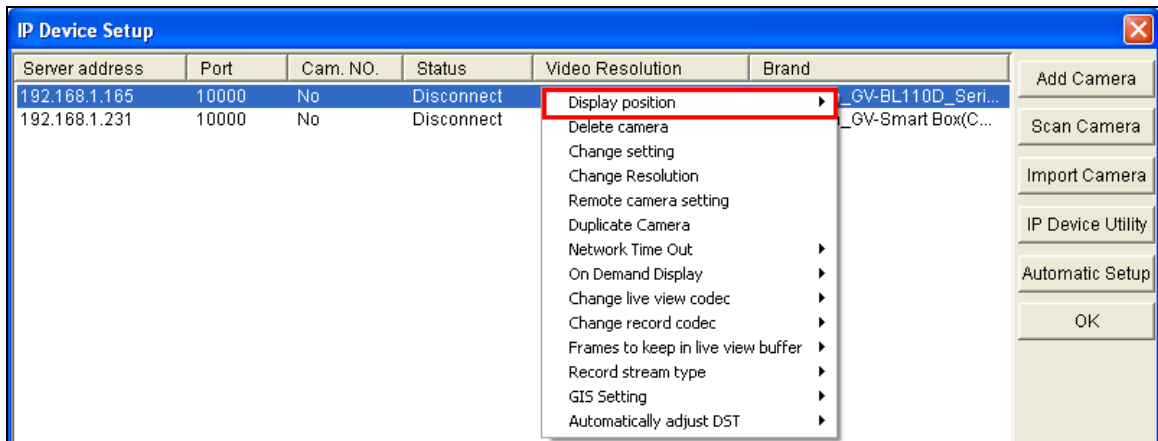 IP Device Setup
Server address Port Cam. NO. Status Video Resolution Brand
192.168.1.165 10000 No Disconnect _GV-BL110D_Seri...
192.168.1.231 10000 No Disconnect _GV-Smart Box(C...
Display position
Delete camera
Change setting
Change Resolution
Remote camera setting
Duplicate Camera
Network Time Out
On Demand Display
Change live view codec
Change record codec
Frames to keep in live view buffer
Record stream type
GIS Setting
Automatically adjust DST
Add Camera
Scan Camera
Import Camera
IP Device Utility
Automatic Setup
OK